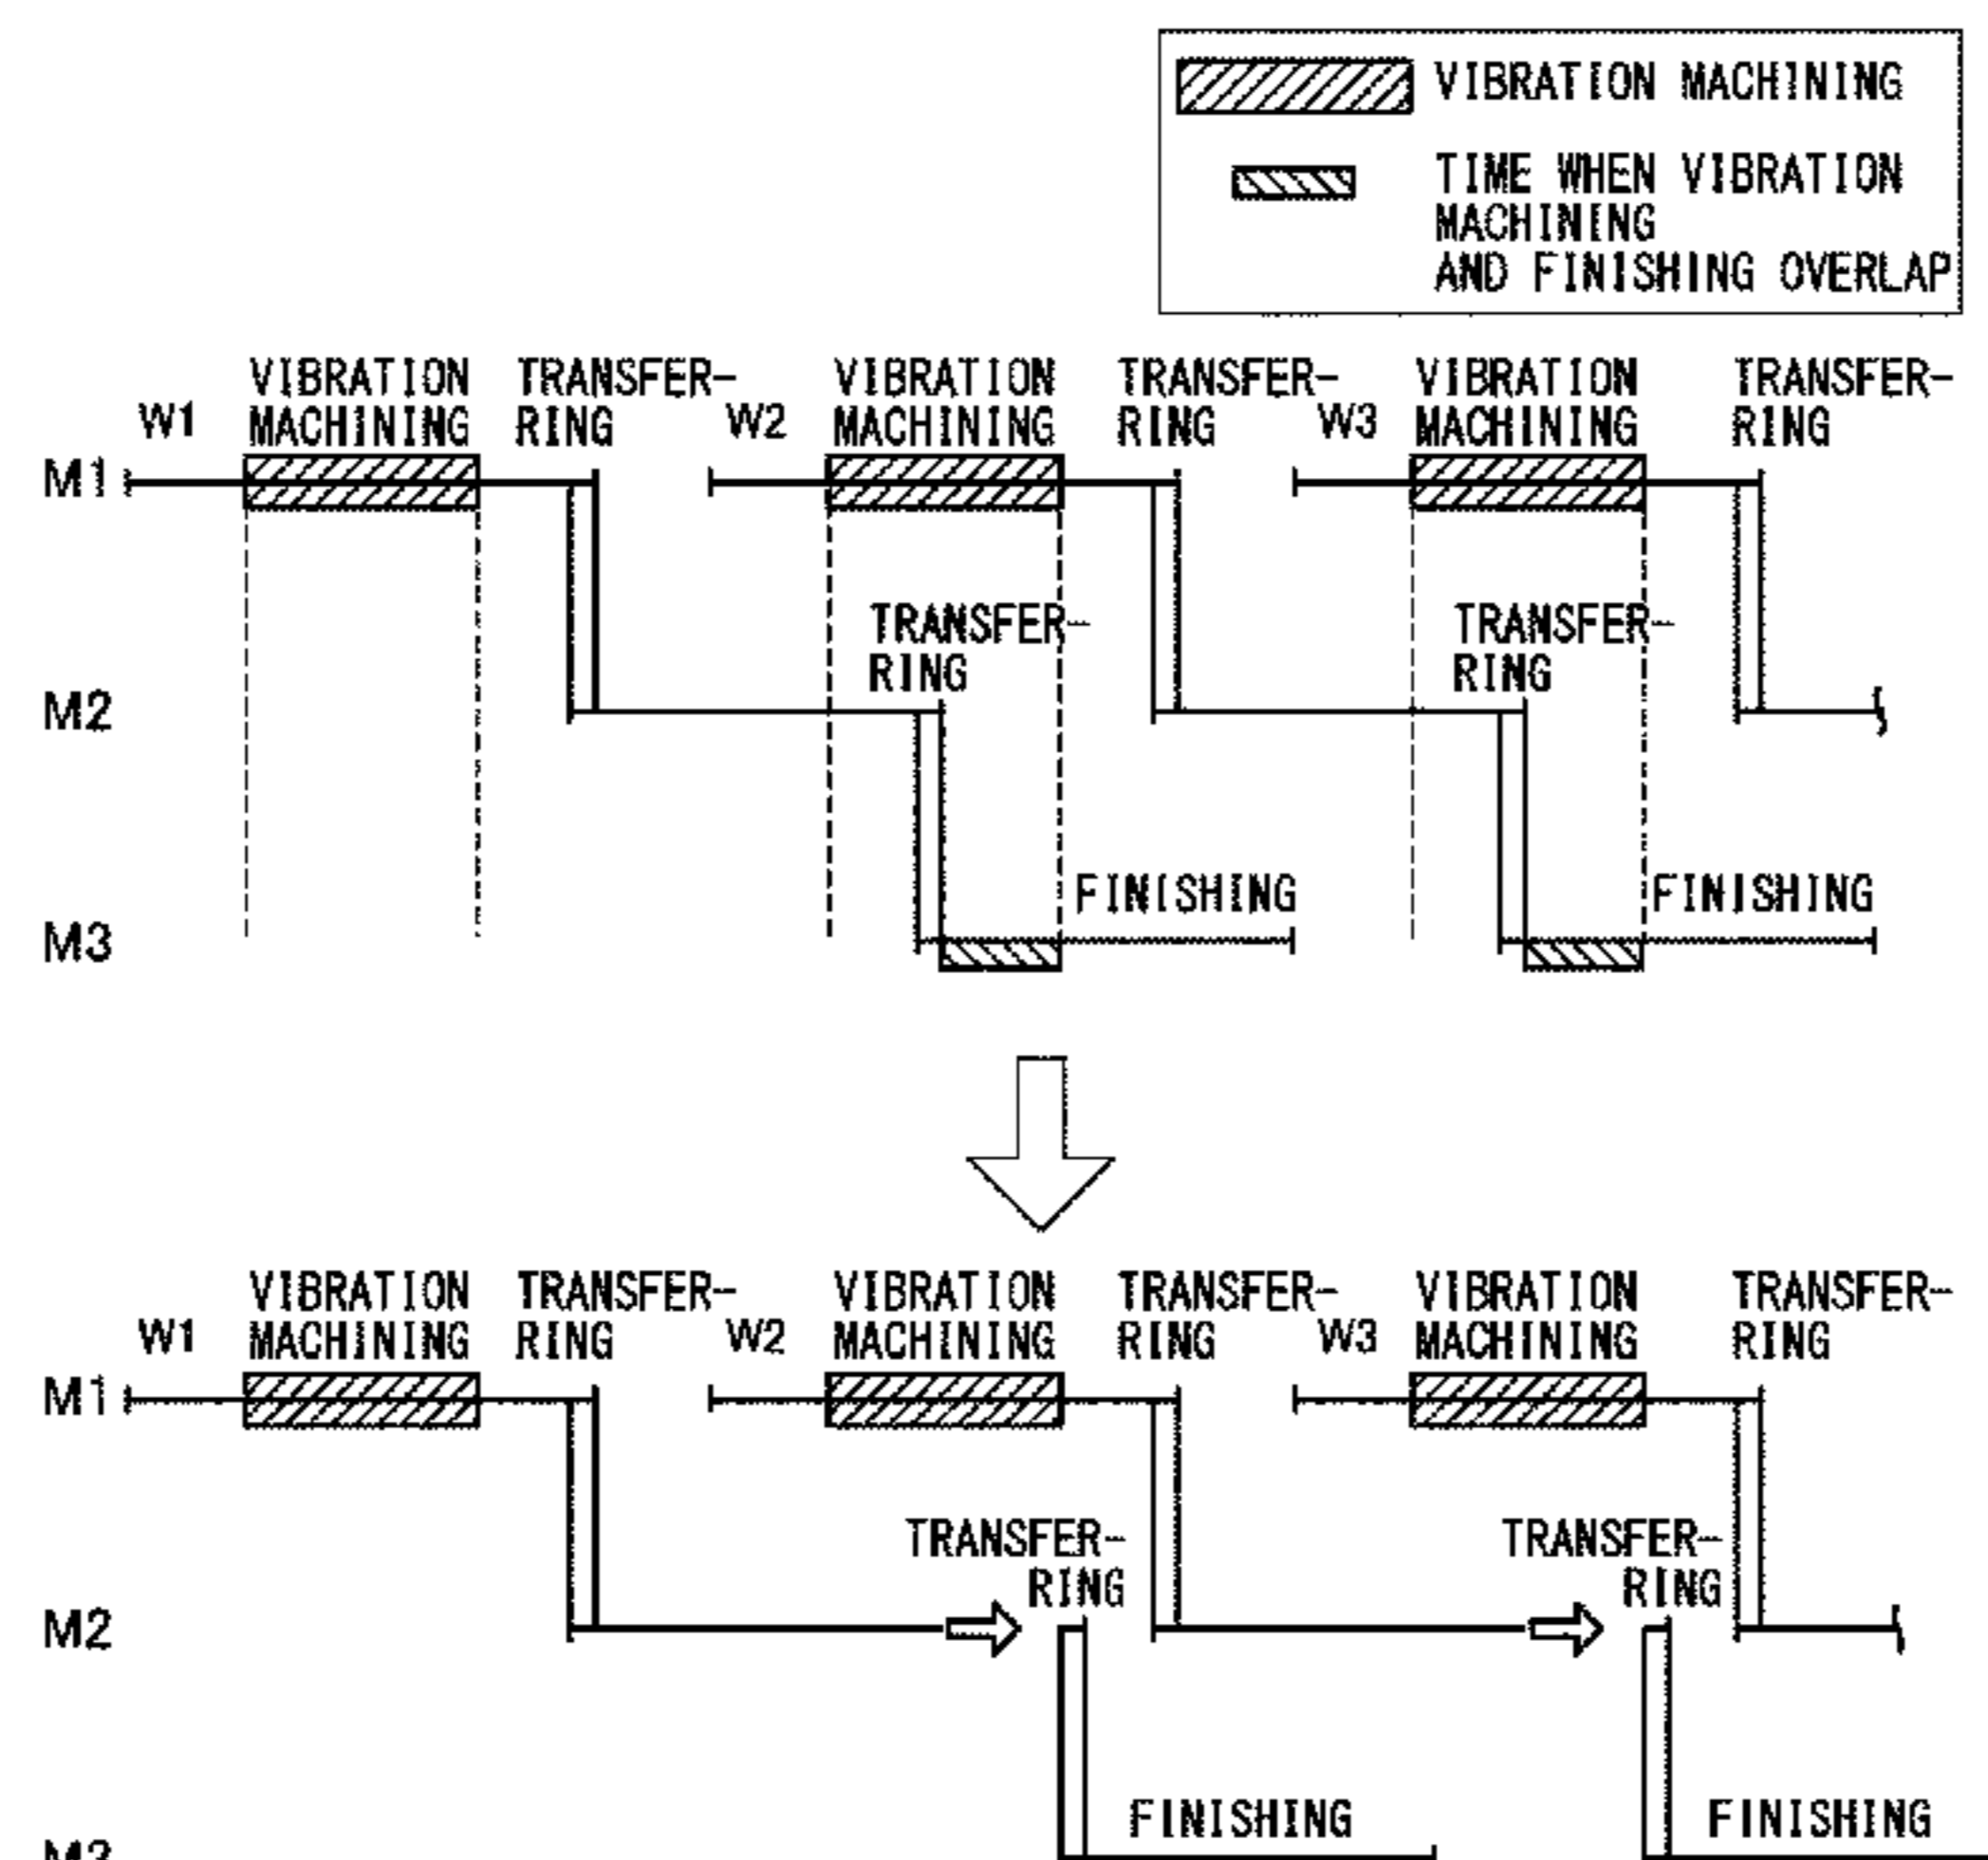 VIBRATION MACHINING
TIME WHEN VIBRATION
MACHINING
AND FINISHING OVERLAP
VIBRATION TRANSFER- VIBRATION TRANSFER- VIBRATION TRANSFER-
W1 MACHINING RING W2 MACHINING RING W3 MACHINING RING
M1
TRANSFER- TRANSFER-
RING RING
M2
FINISHING FINISHING
M3
VIBRATION TRANSFER- VIBRATION TRANSFER- VIBRATION TRANSFER-
W1 MACHINING RING W2 MACHINING RING W3 MACHINING RING
M1
TRANSFER- TRANSFER-
RING RING
M2
FINISHING FINISHING